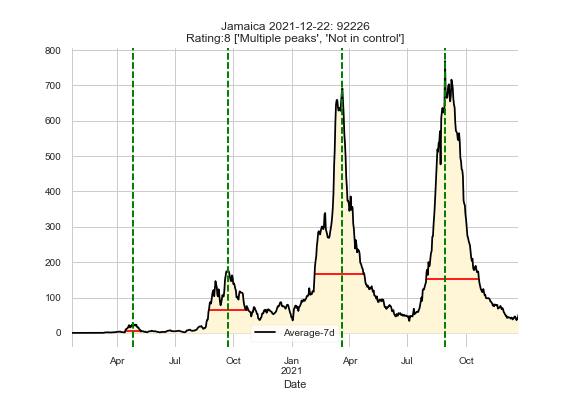 Jamaica 2021-12-22: 92226
Rating:8 ['Multiple peaks', 'Not in control']
800
700
600
500
400
300
200
100
0
Average-7d
Apr Jul Oct Jan Apr Jul Oct
2021
Date